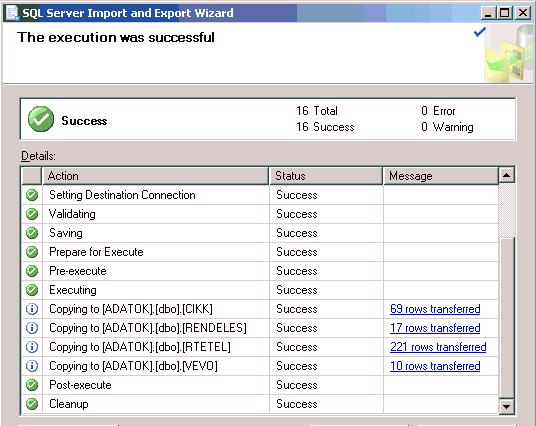 SQL Server Import and Export Wizard
The execution was successful
Success
16 Total 0 Error
16 Success 0 Warning
Details:
Action Status Message
Setting Destination Connection Success
Validating Success
Saving Success
Prepare for Execute Success
Pre-execute Success
Executing Success
Copying to [ADATOK].[dbo].[CIKK] Success 69 rows transferred
Copying to [ADATOK].[dbo].[RENDELES] Success 17 rows transferred
Copying to [ADATOK].[dbo].[RTETEL] Success 221 rows transferred
Copying to [ADATOK].[dbo].[VEVO] Success 10 rows transferred
Post-execute Success
Cleanup Success